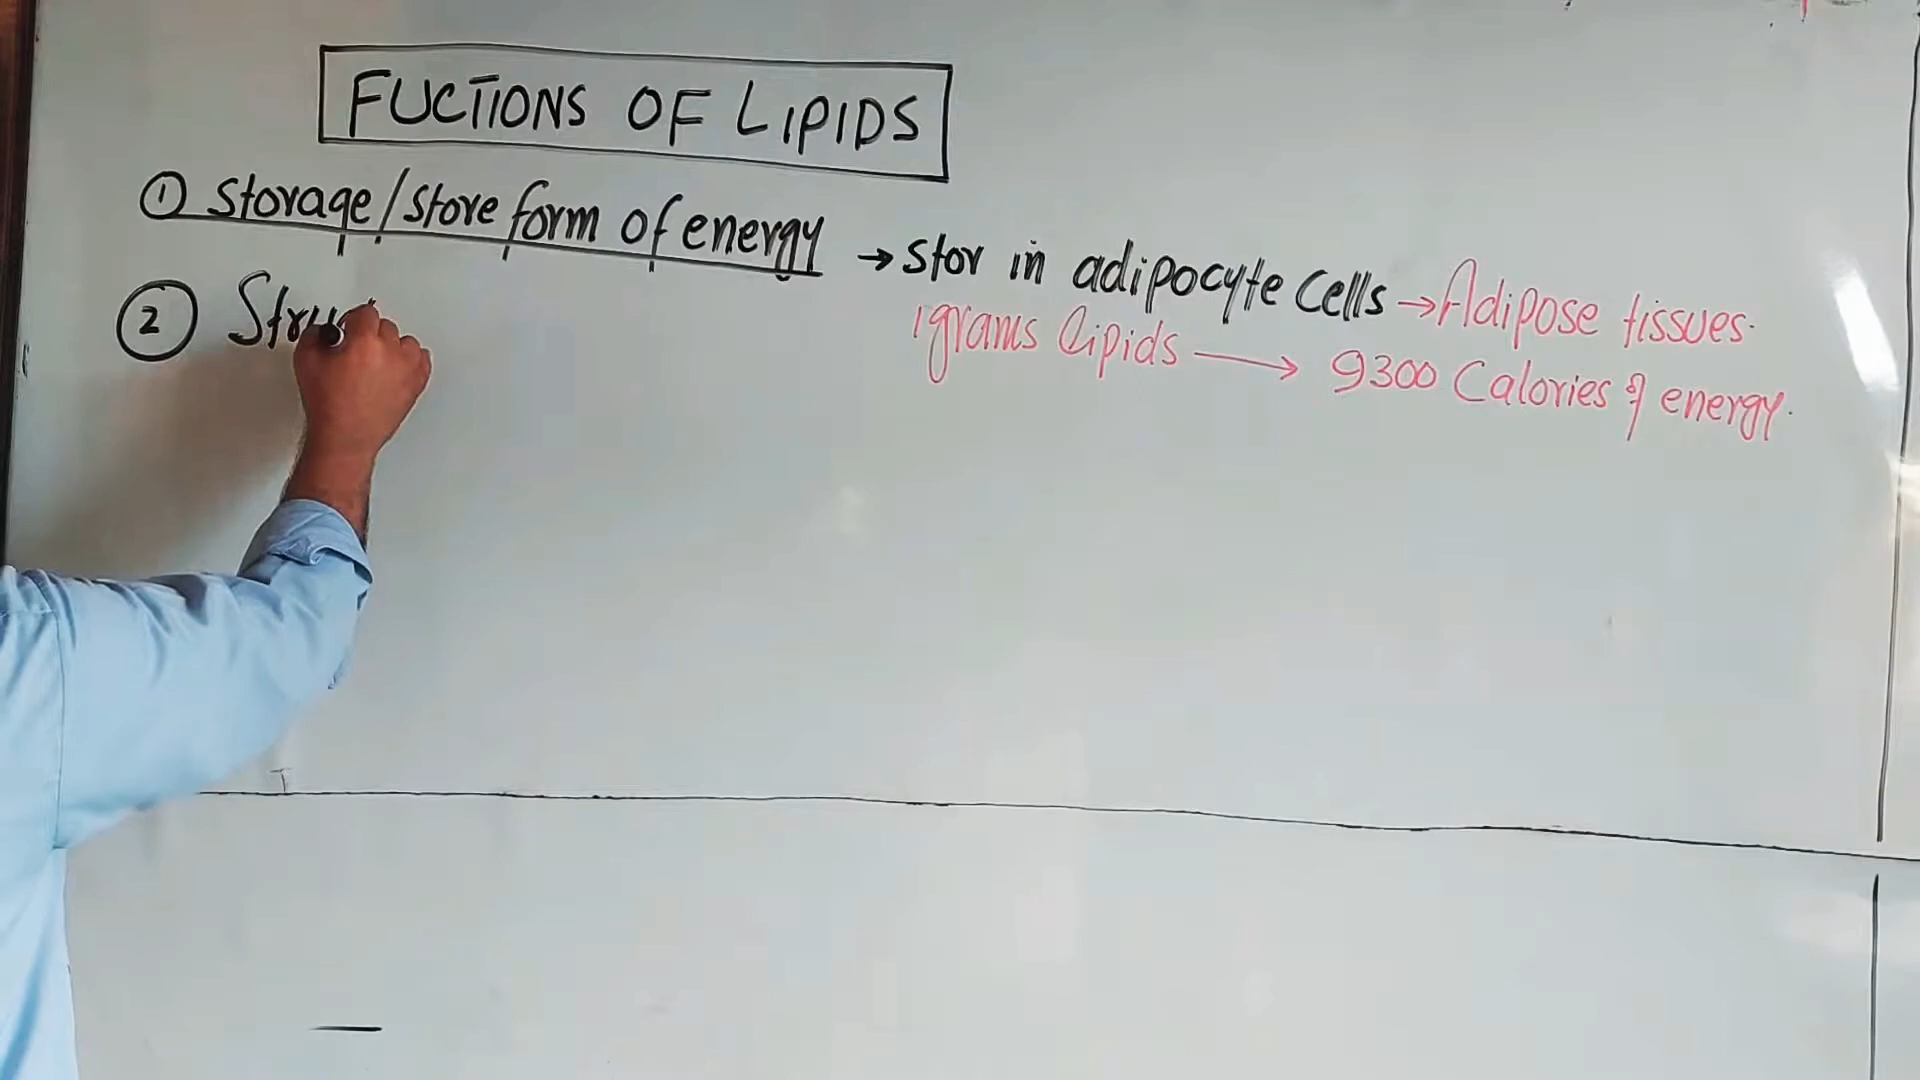 FUCTIONS OF LIPIDS
① Storage/store form of energy → stor in adipocyte cells → Adipose tissues.
1grams lipids → 9300 Calories of energy.
②